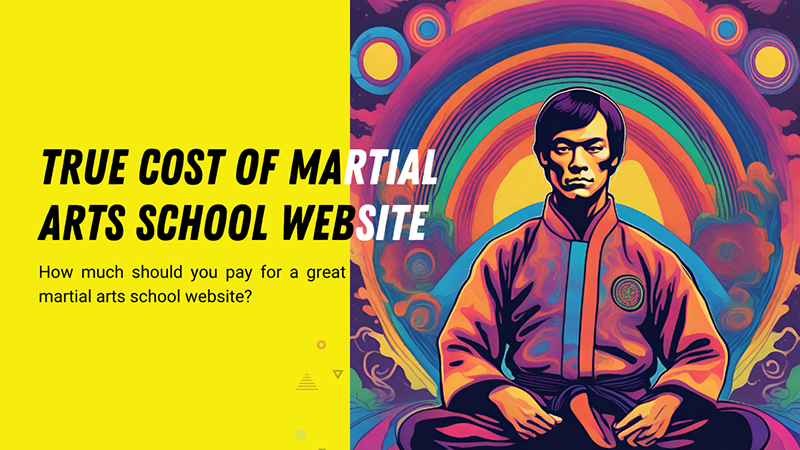 TRUE COST OF MARTIAL
ARTS SCHOOL WEBSITE
How much should you pay for a great
martial arts school website?